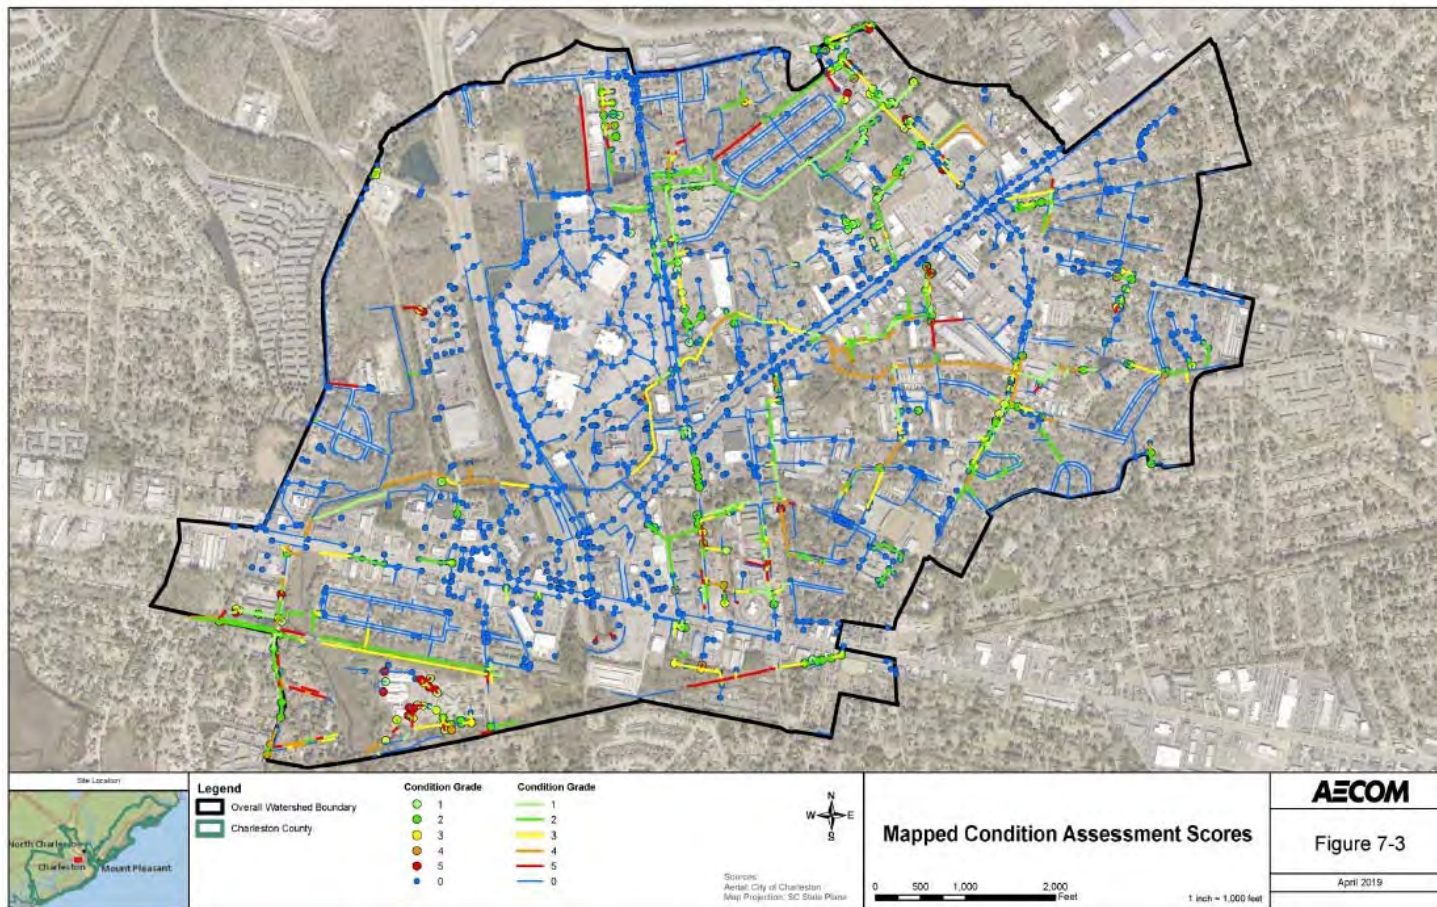 Site Location
North Charleston
Charleston
Mount Pleasant
Legend
Overall Watershed Boundary
Charleston County
Condition Grade
1
2
3
4
5
0
Condition Grade
1
2
3
4
5
0
N
W E
S
Sources:
Aerial: City of Charleston
Map Projection: SC State Plane
Mapped Condition Assessment Scores
0 500 1,000 2,000
Feet
1 inch = 1,000 feet
AECOM
Figure 7-3
April 2019